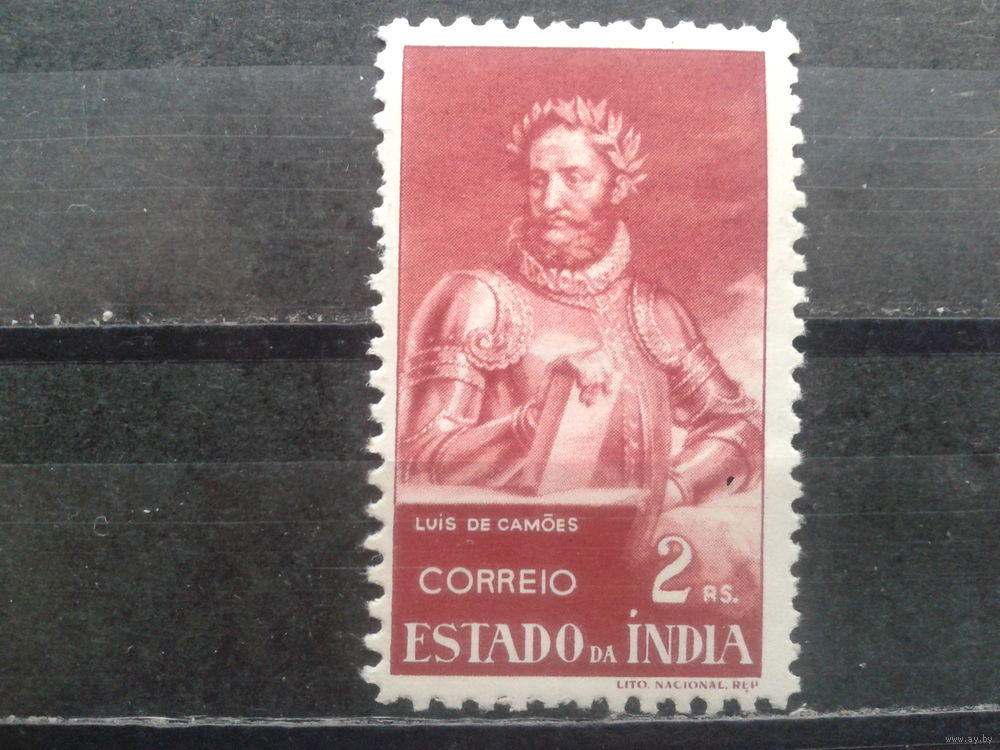 LUIS DE CAMÕES
CORREIO
2 RS.
ESTADO DA ÍNDIA
LITO. NACIONAL. REP
www.ay.by